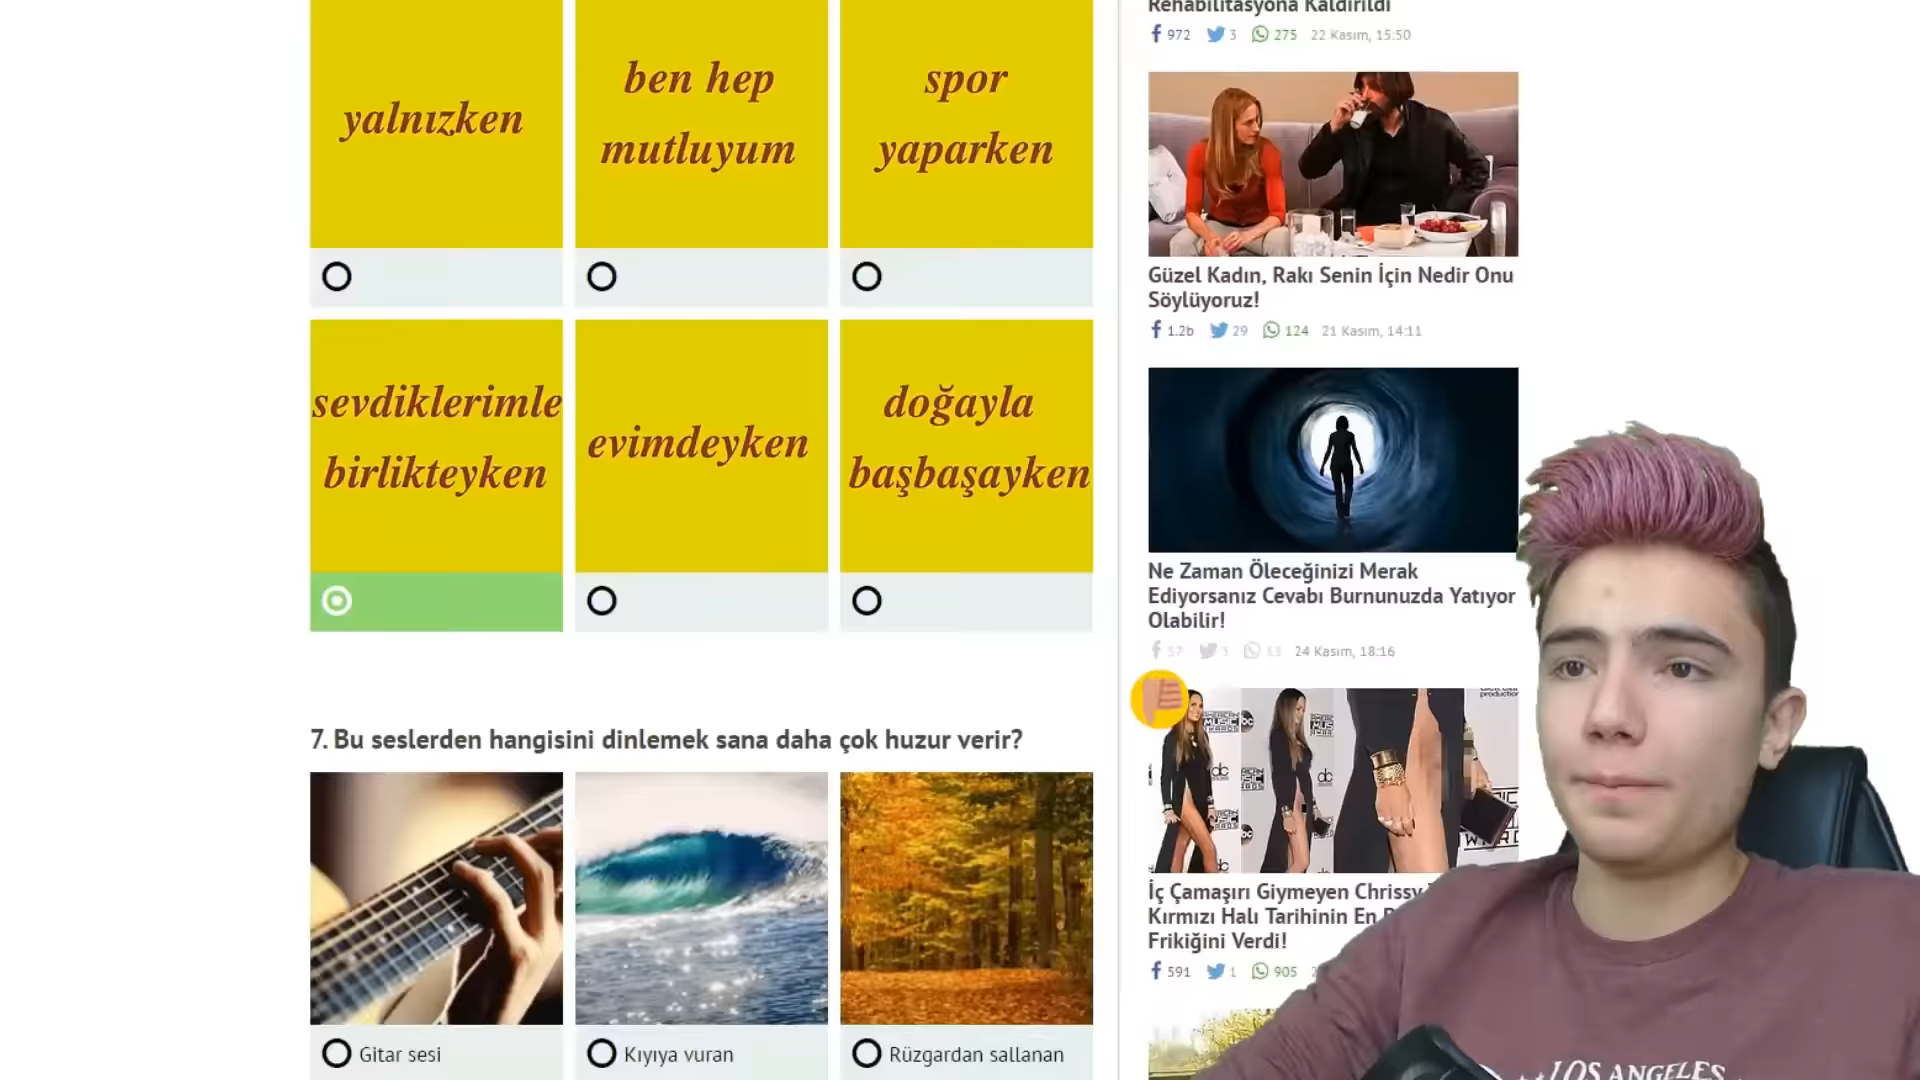 yalnızken
ben hep
mutluyum
spor
yaparken
sevdiklerimle
birlikteyken
evimdeyken
doğayla
başbaşayken
7. Bu seslerden hangisini dinlemek sana daha çok huzur verir?
Gitar sesi
Kıyıya vuran
Rüzgardan sallanan
Rehabilitasyona Kaldırıldı
972 3 275 22 Kasım, 15:50
Güzel Kadın, Rakı Senin İçin Nedir Onu
Söylüyoruz!
1.2b 29 124 21 Kasım, 14:11
Ne Zaman Öleceğinizi Merak
Ediyorsanız Cevabı Burnunuzda Yatıyor
Olabilir!
57 3 53 24 Kasım, 18:16
İç Çamaşırı Giymeyen Chrissy
Kırmızı Halı Tarihinin En
Frikiğini Verdi!
591 1 905
LOS ANGELES